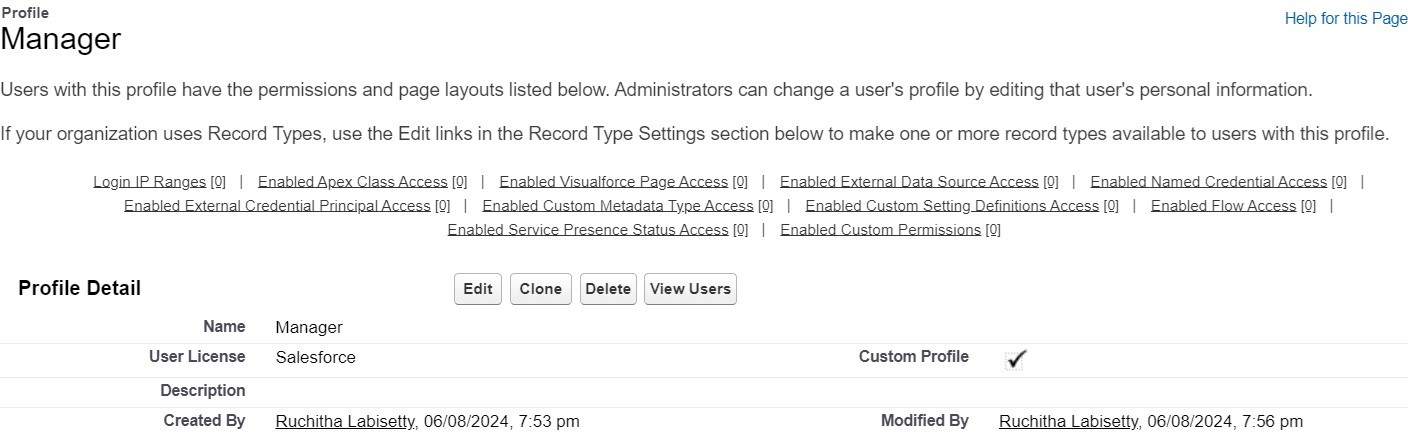 Profile
Manager
Help for this Page
Users with this profile have the permissions and page layouts listed below. Administrators can change a user's profile by editing that user's personal information.
If your organization uses Record Types, use the Edit links in the Record Type Settings section below to make one or more record types available to users with this profile.
Login IP Ranges [0] | Enabled Apex Class Access [0] | Enabled Visualforce Page Access [0] | Enabled External Data Source Access [0] | Enabled Named Credential Access [0] |
Enabled External Credential Principal Access [0] | Enabled Custom Metadata Type Access [0] | Enabled Custom Setting Definitions Access [0] | Enabled Flow Access [0] |
Enabled Service Presence Status Access [0] | Enabled Custom Permissions [0]
Profile Detail Edit Clone Delete View Users
Name Manager
User License Salesforce Custom Profile ✓
Description
Created By Ruchitha Labisetty, 06/08/2024, 7:53 pm Modified By Ruchitha Labisetty, 06/08/2024, 7:56 pm